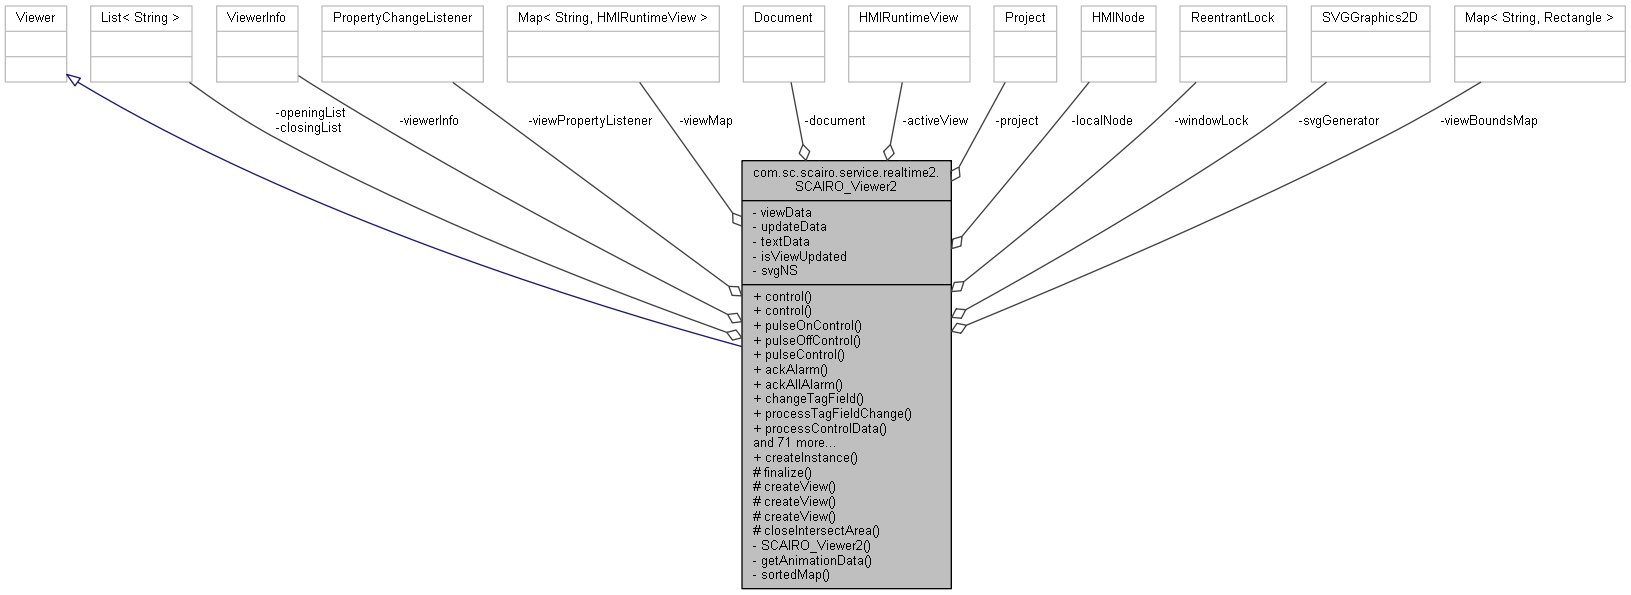 Viewer
List< String >
ViewerInfo
PropertyChangeListener
Map< String, HMIRuntimeView >
Document
HMIRuntimeView
Project
HMINode
ReentrantLock
SVGGraphics2D
Map< String, Rectangle >
-openingList
-closingList
-viewerInfo
-viewPropertyListener
-viewMap
-document
-activeView
-project
-localNode
-windowLock
-svgGenerator
-viewBoundsMap
com.sc.scairo.service.realtime2.
SCAIRO_Viewer2
- viewData
- updateData
- textData
- isViewUpdated
- svgNS
+ control()
+ control()
+ pulseOnControl()
+ pulseOffControl()
+ pulseControl()
+ ackAlarm()
+ ackAllAlarm()
+ changeTagField()
+ processTagFieldChange()
+ processControlData()
and 71 more...
+ createInstance()
# finalize()
# createView()
# createView()
# createView()
# closeIntersectArea()
- SCAIRO_Viewer2()
- getAnimationData()
- sortedMap()